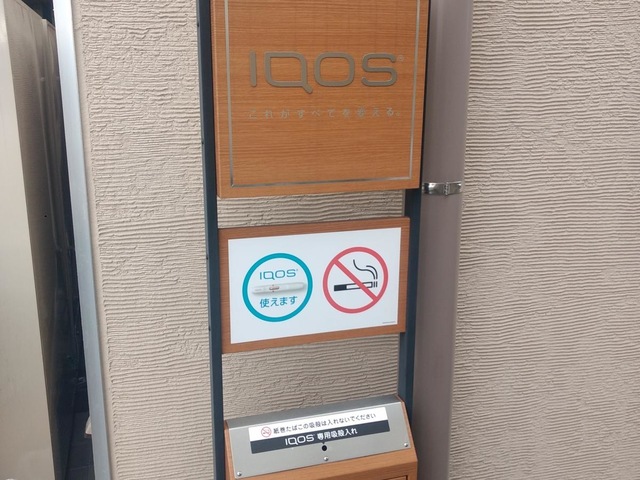 IQOS
これがすべてを変える。
IQOS
使えます
紙巻たばこの吸殻は入れないでください
IQOS 専用吸殻入れ